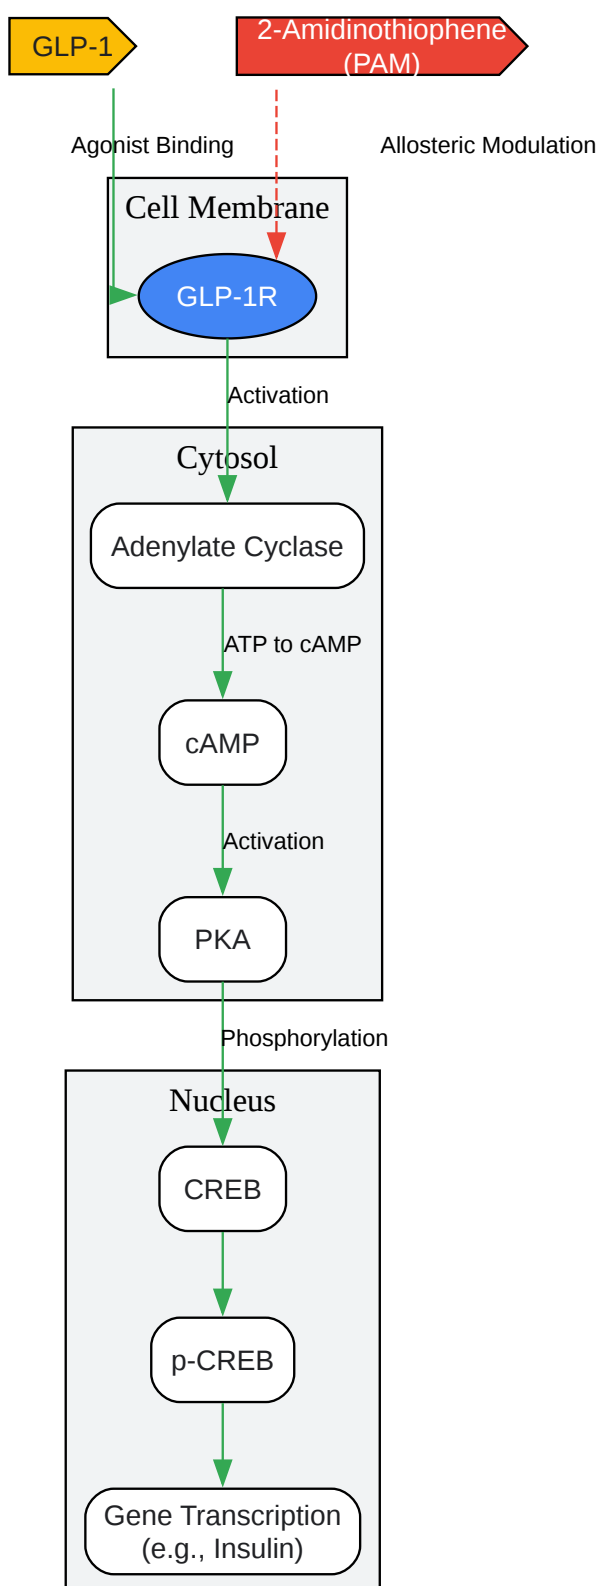 GLP-1
2-Amidinothiophene
(PAM)
Agonist Binding
Allosteric Modulation
Cell Membrane
GLP-1R
Activation
Cytosol
Adenylate Cyclase
ATP to cAMP
cAMP
Activation
PKA
Phosphorylation
Nucleus
CREB
p-CREB
Gene Transcription
(e.g., Insulin)